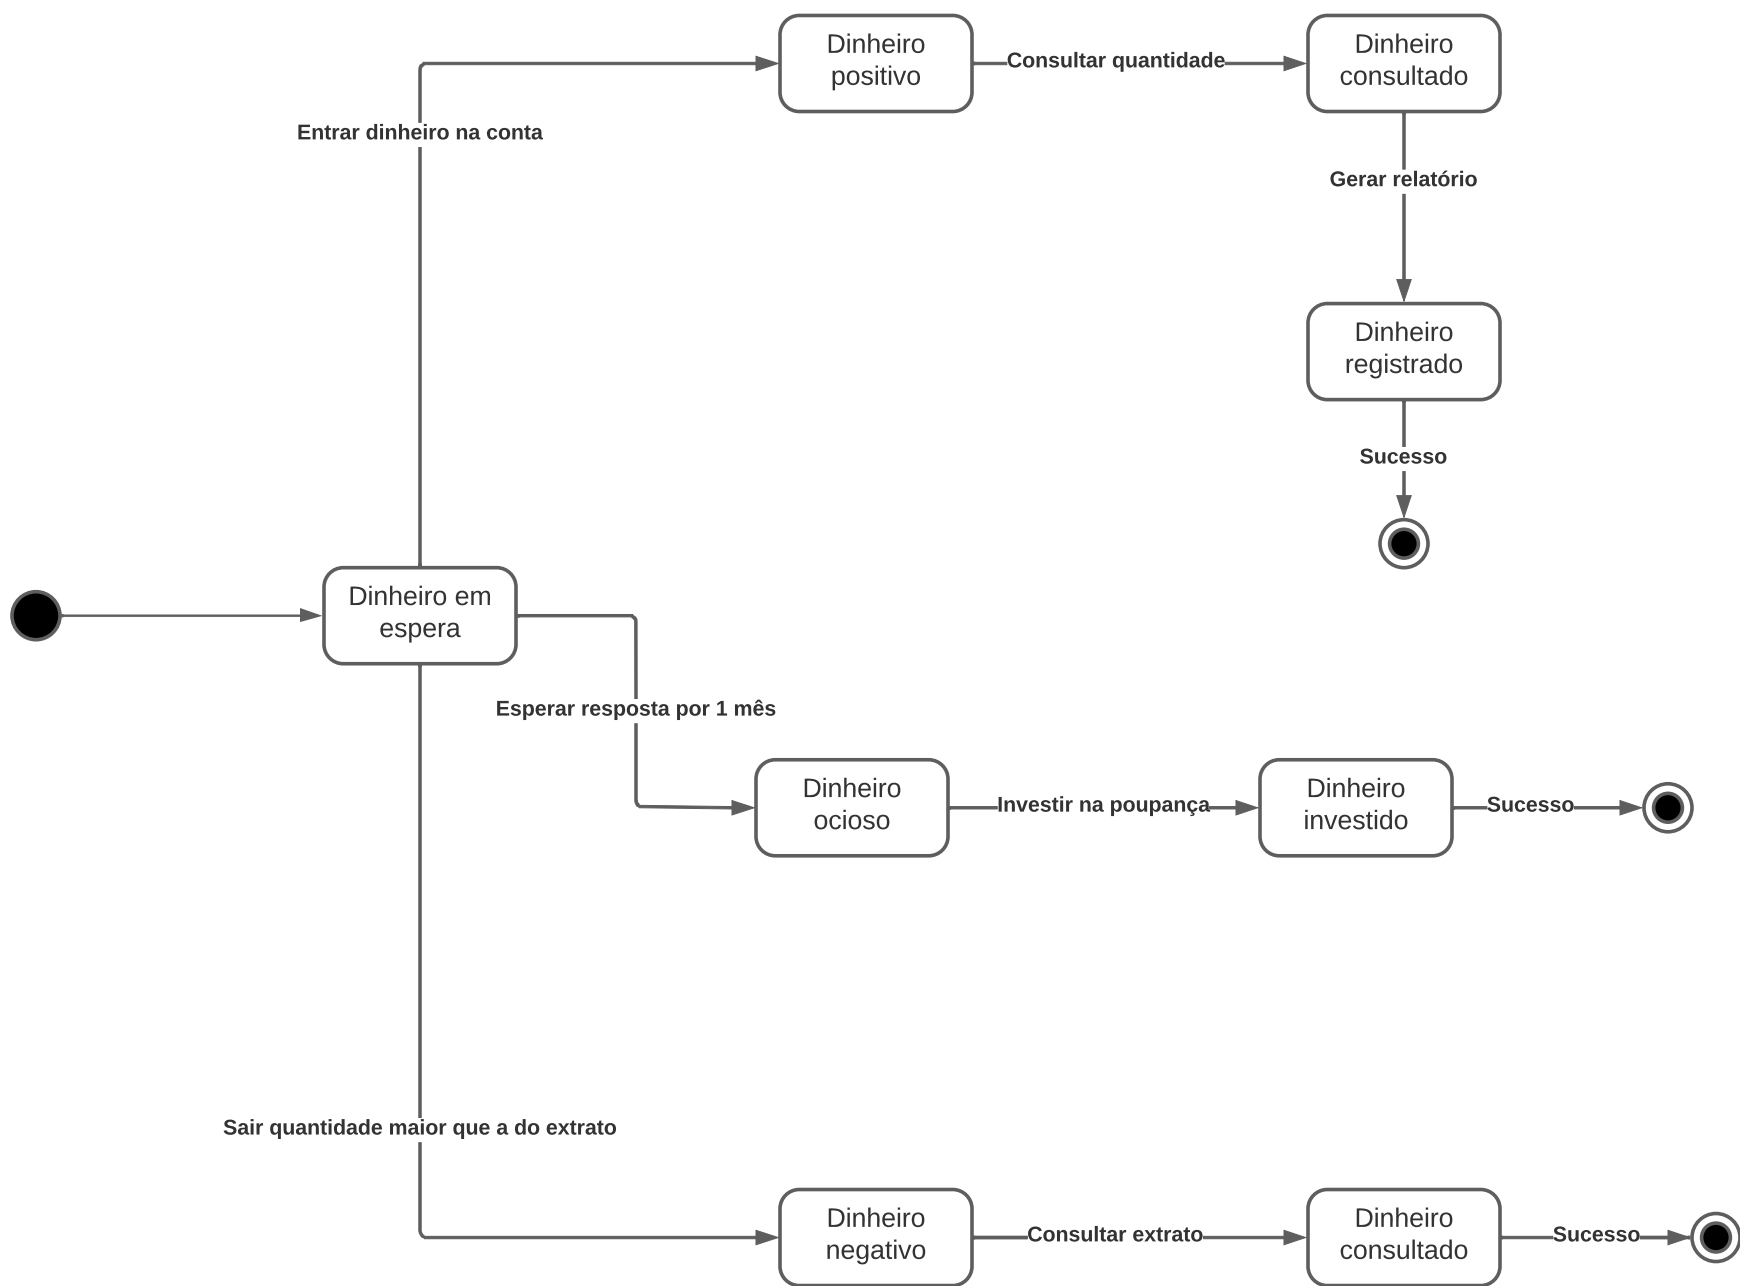 Dinheiro
positivo
Consultar quantidade
Dinheiro
consultado
Entrar dinheiro na conta
Gerar relatório
Dinheiro
registrado
Sucesso
Dinheiro em
espera
Esperar resposta por 1 mês
Dinheiro
ocioso
Investir na poupança
Dinheiro
investido
Sucesso
Sair quantidade maior que a do extrato
Dinheiro
negativo
Consultar extrato
Dinheiro
consultado
Sucesso